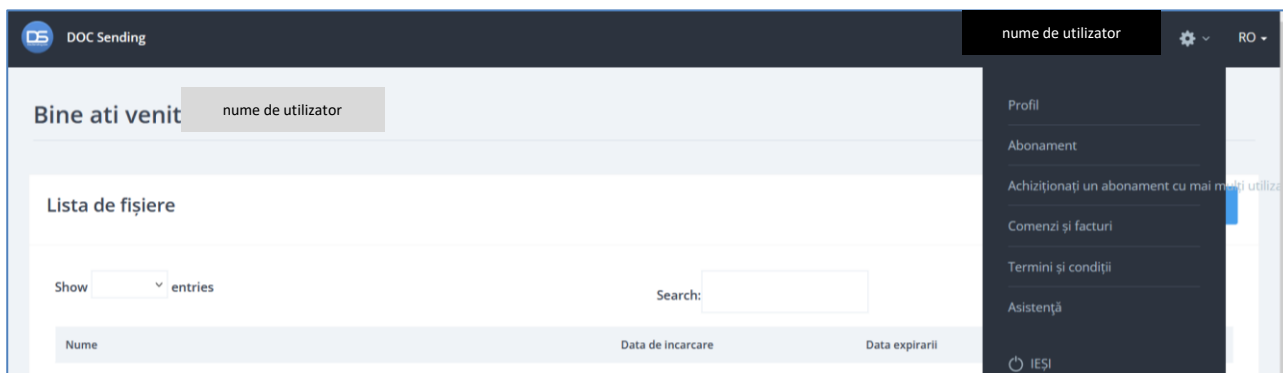 DS DOC Sending nume de utilizator RO
Bine ati venit nume de utilizator
Profil
Abonament
Achiziționați un abonament cu mai mulți utiliza
Lista de fișiere
Comenzi și facturi
Termini și condiții
Show entries Search:
Asistență
Nume Data de incarcare Data expirarii
IEȘI